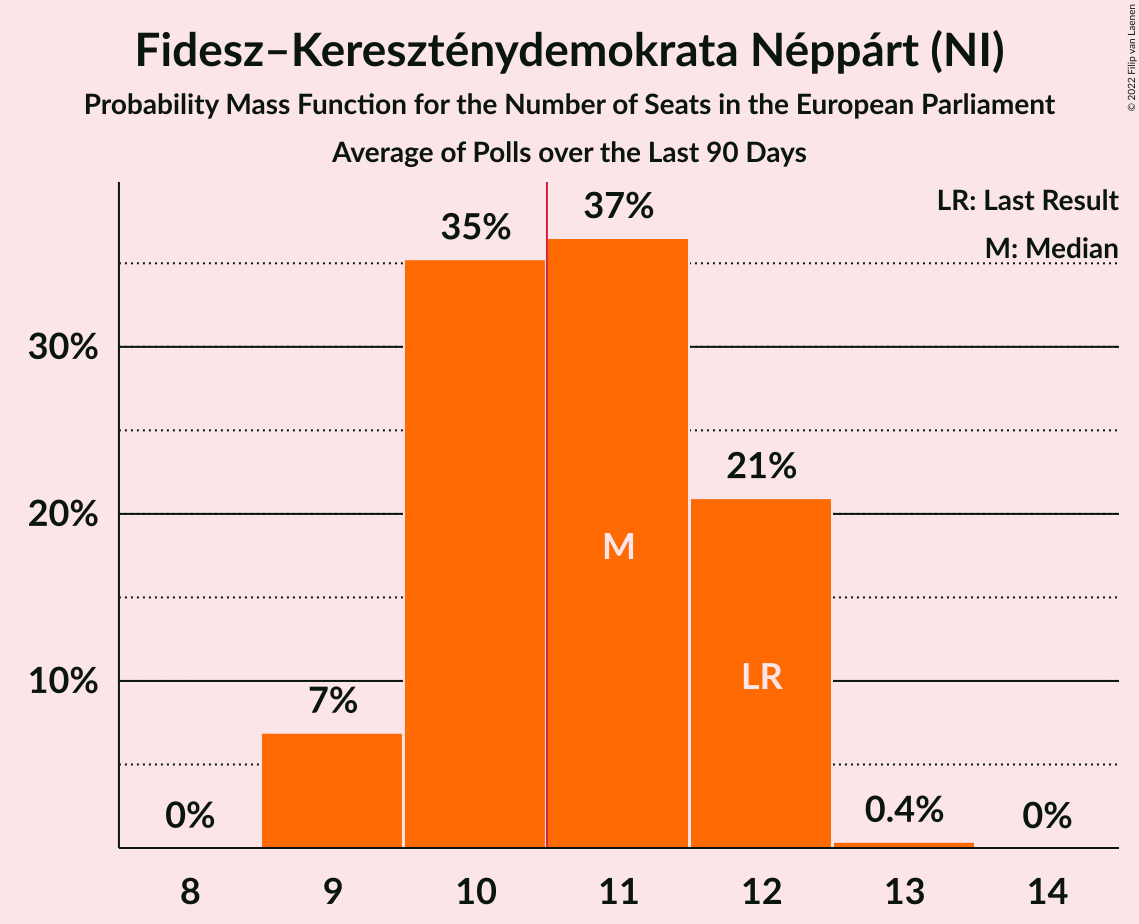 Fidesz–Kereszténydemokrata Néppárt (NI)
Probability Mass Function for the Number of Seats in the European Parliament
Average of Polls over the Last 90 Days
© 2022 Filip van Laenen
LR: Last Result
M: Median
30%
20%
10%
0%
7%
35%
37%
21%
0.4%
0%
M
LR
8 9 10 11 12 13 14